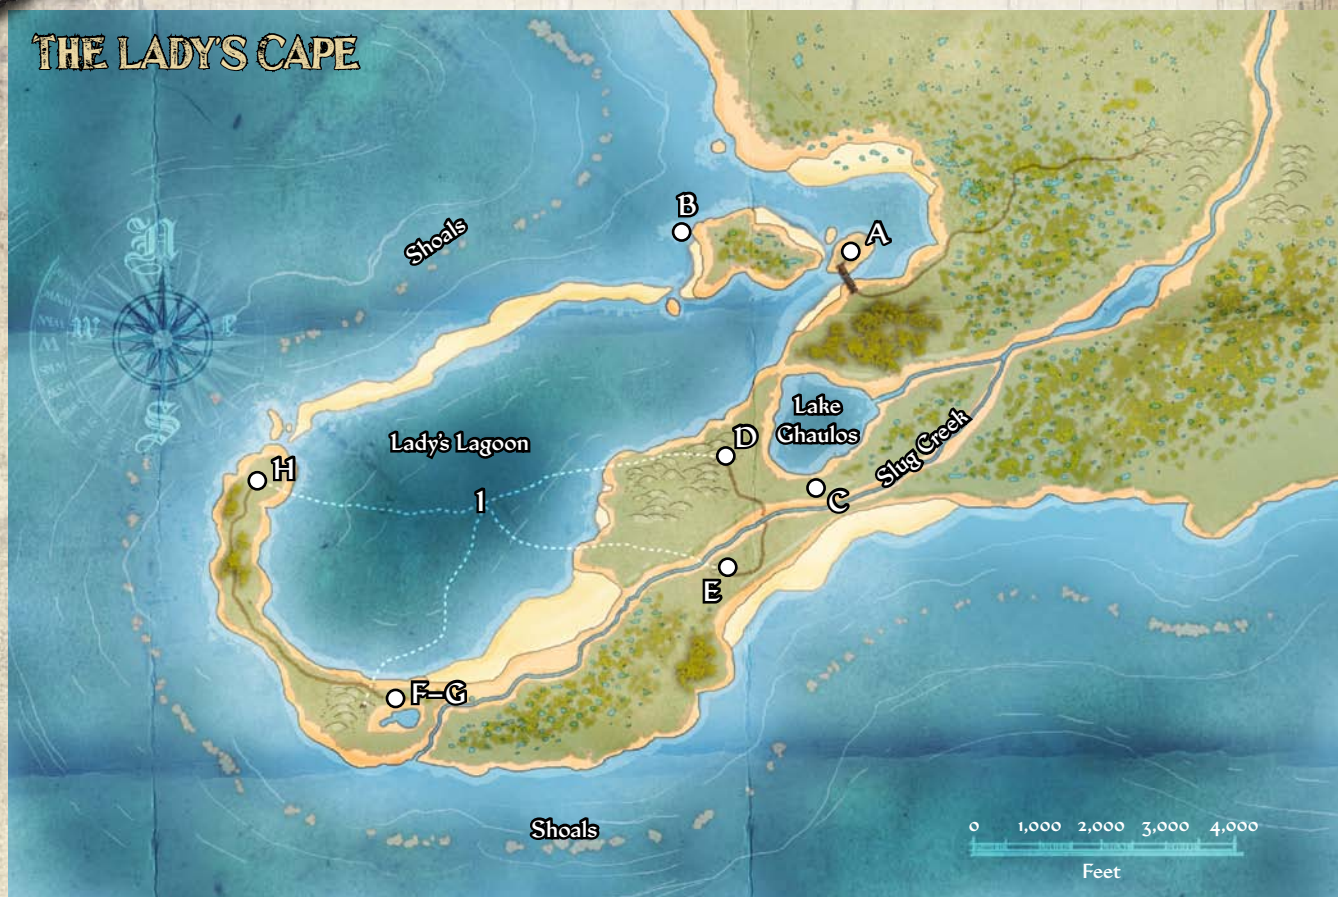 THE LADY'S CAPE
B
A
Shoals
N
W
E
S
Lake
Ghaulos
Lady's Lagoon
D
Slug Creek
H
1
C
E
F–G
Shoals
0 1,000 2,000 3,000 4,000
Feet